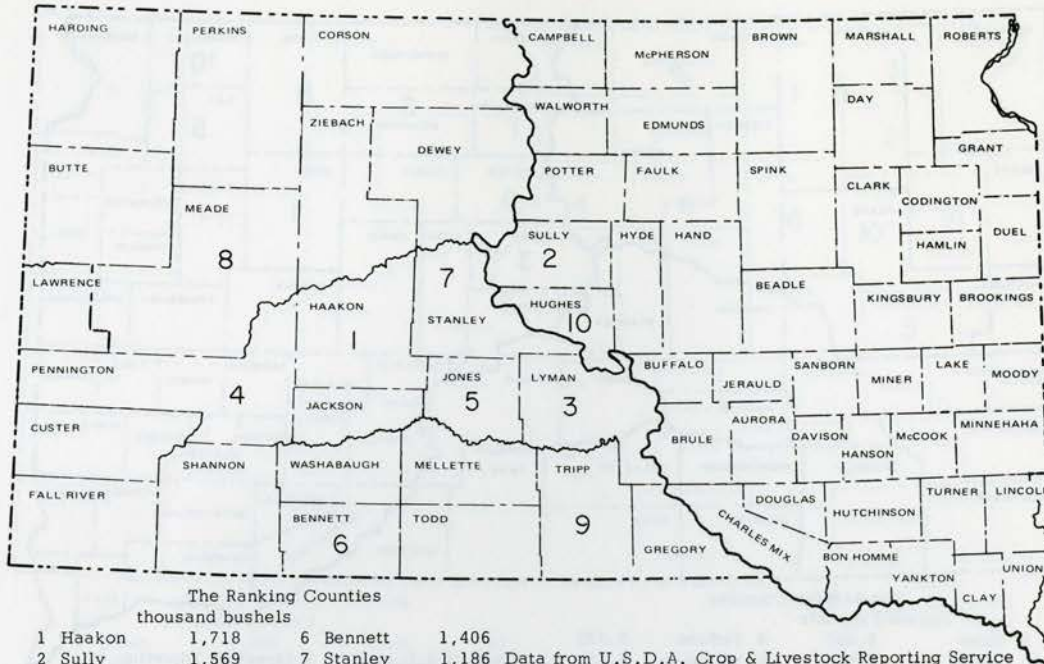 HARDING PERKINS CORSON CAMPBELL McPHERSON BROWN MARSHALL ROBERTS
WALWORTH EDMUNDS DAY
ZIEBACH DEWEY GRANT
BUTTE POTTER FAULK SPINK
MEADE CLARK CODINGTON
8 7 SULLY HYDE HAND HAMLIN DUEL
2
LAWRENCE HAAKON STANLEY HUGHES BEADLE KINGSBURY BROOKINGS
1 10
PENNINGTON JONES LYMAN BUFFALO JERAULD SANBORN MINER LAKE MOODY
4 JACKSON 5 3
CUSTER BRULE AURORA DAVISON HANSON McCOOK MINNEHAHA
SHANNON WASHABAUGH MELLETTE TRIPP
FALL RIVER DOUGLAS HUTCHINSON TURNER LINCOL
BENNETT TODD 9 GREGORY CHARLES MIX
6 BON HOMME YANKTON CLAY UNION
The Ranking Counties
thousand bushels
1 Haakon 1,718 6 Bennett 1,406
2 Sully 1,569 7 Stanley 1,186 Data from U.S.D.A. Crop & Livestock Reporting Service